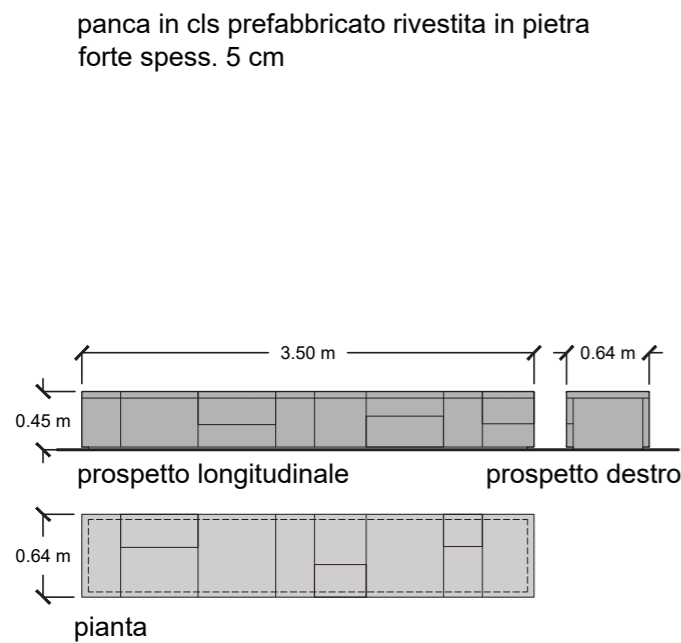 panca in cls prefabbricato rivestita in pietra
forte spess. 5 cm
3.50 m
0.64 m
0.45 m
prospetto longitudinale
prospetto destro
0.64 m
pianta